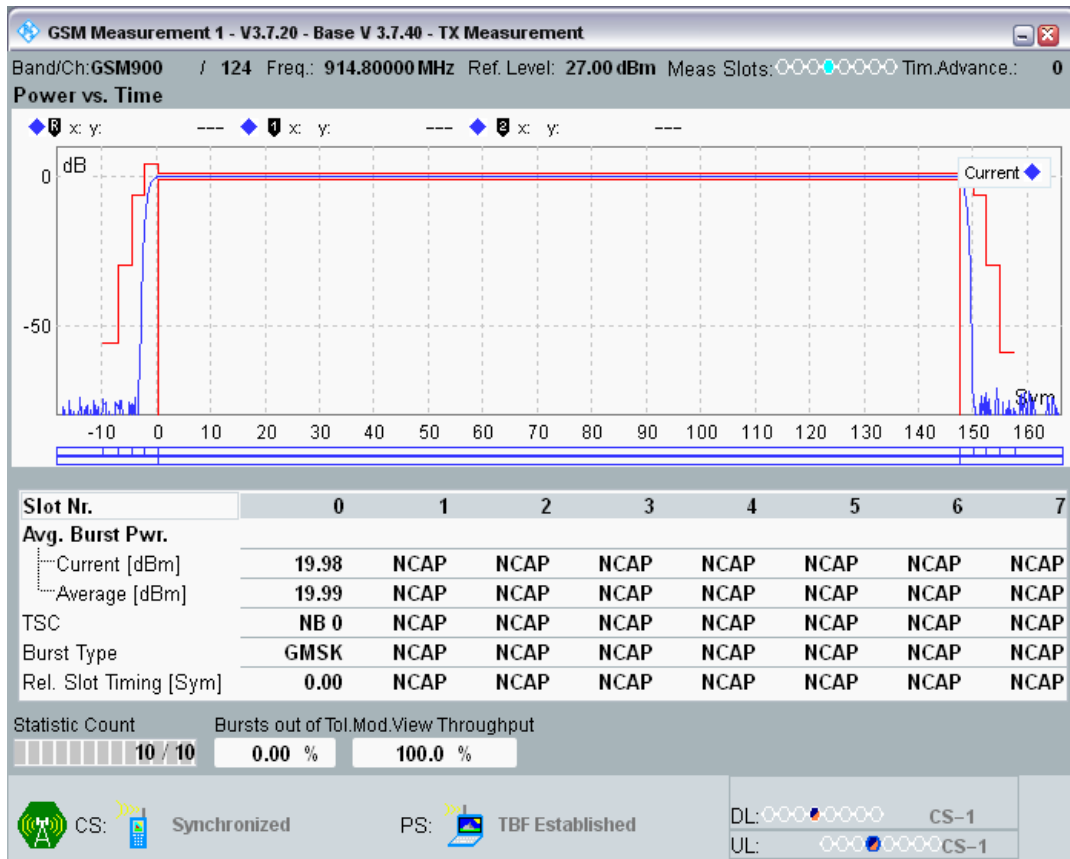 GSM Measurement 1 - V3.7.20 - Base V 3.7.40 - TX Measurement
Band/Ch:GSM900 / 124 Freq.: 914.80000 MHz Ref. Level: 27.00 dBm Meas Slots: Tim.Advance.: 0
Power vs. Time
R x: y: --- 1 x: y: --- 2 x: y: ---
dB
Current
0
-50
Sym
-10 0 10 20 30 40 50 60 70 80 90 100 110 120 130 140 150 160
Slot Nr. 0 1 2 3 4 5 6 7
Avg. Burst Pwr.
Current [dBm] 19.98 NCAP NCAP NCAP NCAP NCAP NCAP NCAP
Average [dBm] 19.99 NCAP NCAP NCAP NCAP NCAP NCAP NCAP
TSC NB 0 NCAP NCAP NCAP NCAP NCAP NCAP NCAP
Burst Type GMSK NCAP NCAP NCAP NCAP NCAP NCAP NCAP
Rel. Slot Timing [Sym] 0.00 NCAP NCAP NCAP NCAP NCAP NCAP NCAP
Statistic Count Bursts out of Tol.Mod.View Throughput
10 / 10 0.00 % 100.0 %
CS: Synchronized PS: TBF Established DL: CS-1
UL: CS-1